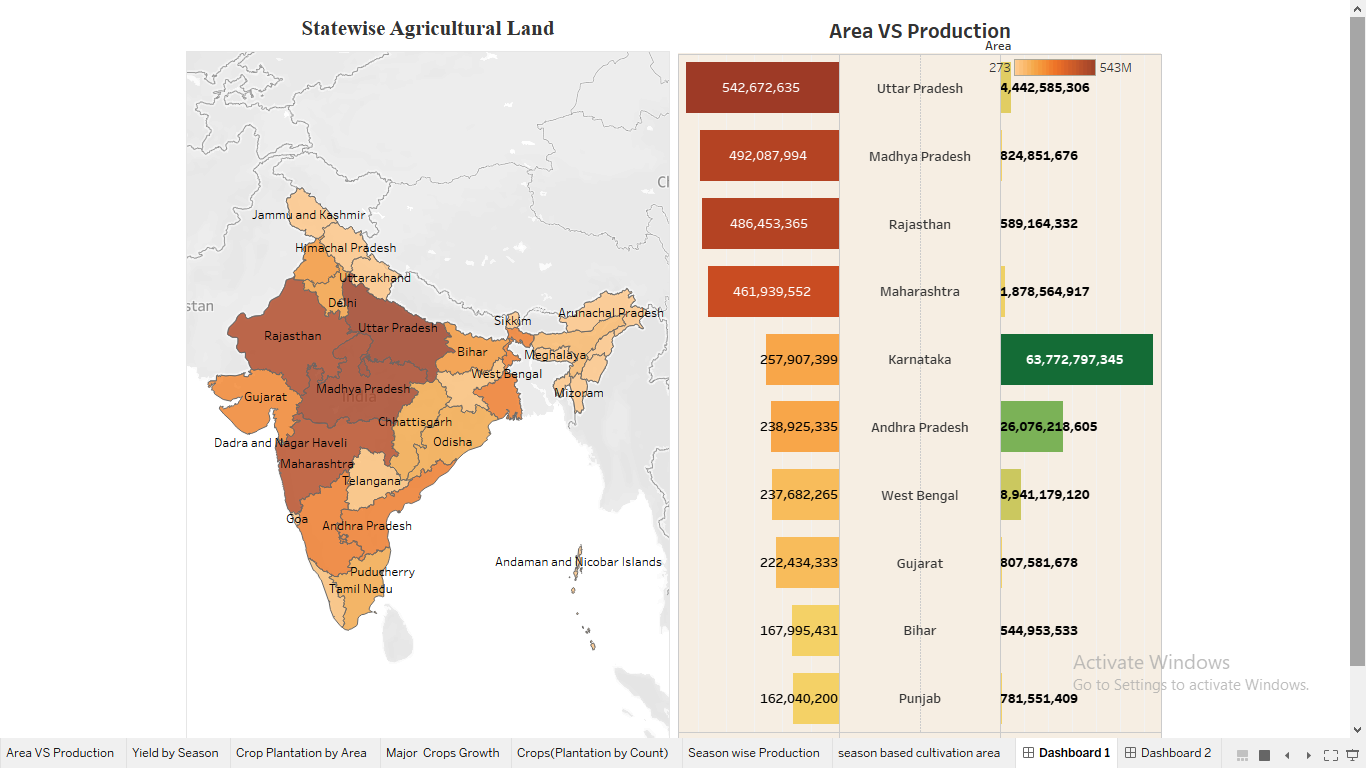 Statewise Agricultural Land
Jammu and Kashmir
Himachal Pradesh
Uttarakhand
stan
Delhi
Sikkim
Arunachal Pradesh
Uttar Pradesh
Rajasthan
Bihar
Meghalaya
West Bengal
Madhya Pradesh
India
Gujarat
Mizoram
Chhattisgarh
Dadra and Nagar Haveli
Odisha
Maharashtra
Telangana
Goa
Andhra Pradesh
Andaman and Nicobar Islands
Puducherry
Tamil Nadu
Area VS Production
Area
273
543M
542,672,635 Uttar Pradesh 4,442,585,306
492,087,994 Madhya Pradesh 824,851,676
486,453,365 Rajasthan 589,164,332
461,939,552 Maharashtra 1,878,564,917
257,907,399 Karnataka 63,772,797,345
238,925,335 Andhra Pradesh 26,076,218,605
237,682,265 West Bengal 8,941,179,120
222,434,333 Gujarat 807,581,678
167,995,431 Bihar 544,953,533
162,040,200 Punjab 781,551,409
Activate Windows
Go to Settings to activate Windows.
Area VS Production Yield by Season Crop Plantation by Area Major Crops Growth Crops(Plantation by Count) Season wise Production season based cultivation area Dashboard 1 Dashboard 2